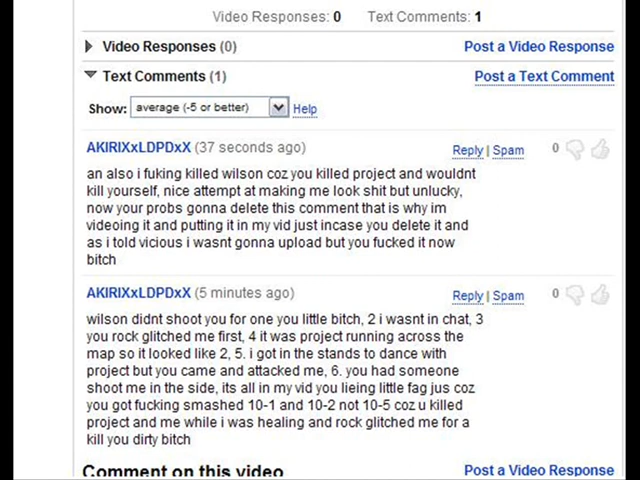 Video Responses: 0 Text Comments: 1
Video Responses (0) Post a Video Response
Text Comments (1) Post a Text Comment
Show: average (-5 or better) Help
AKIRIXxLDPDxX (37 seconds ago) Reply | Spam 0
an also i fuking killed wilson coz you killed project and wouldnt
kill yourself, nice attempt at making me look shit but unlucky,
now your probs gonna delete this comment that is why im
videoing it and putting it in my vid just incase you delete it and
as i told vicious i wasnt gonna upload but you fucked it now
bitch
AKIRIXxLDPDxX (5 minutes ago) Reply | Spam 0
wilson didnt shoot you for one you little bitch, 2 i wasnt in chat, 3
you rock glitched me first, 4 it was project running across the
map so it looked like 2, 5. i got in the stands to dance with
project but you came and attacked me, 6. you had someone
shoot me in the side, its all in my vid you lieing little fag jus coz
you got fucking smashed 10-1 and 10-2 not 10-5 coz u killed
project and me while i was healing and rock glitched me for a
kill you dirty bitch
Comment on this video Post a Video Response